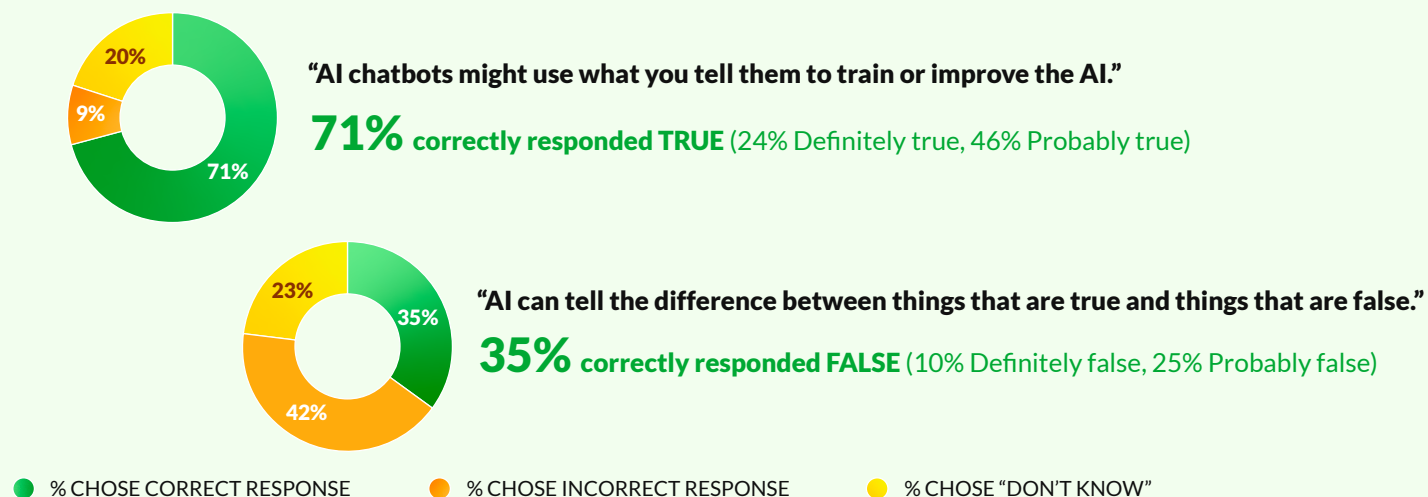 20%
9%
71%
“AI chatbots might use what you tell them to train or improve the AI.”
71% correctly responded TRUE (24% Definitely true, 46% Probably true)
23%
35%
42%
“AI can tell the difference between things that are true and things that are false.”
35% correctly responded FALSE (10% Definitely false, 25% Probably false)
% CHOSE CORRECT RESPONSE
% CHOSE INCORRECT RESPONSE
% CHOSE “DON’T KNOW”